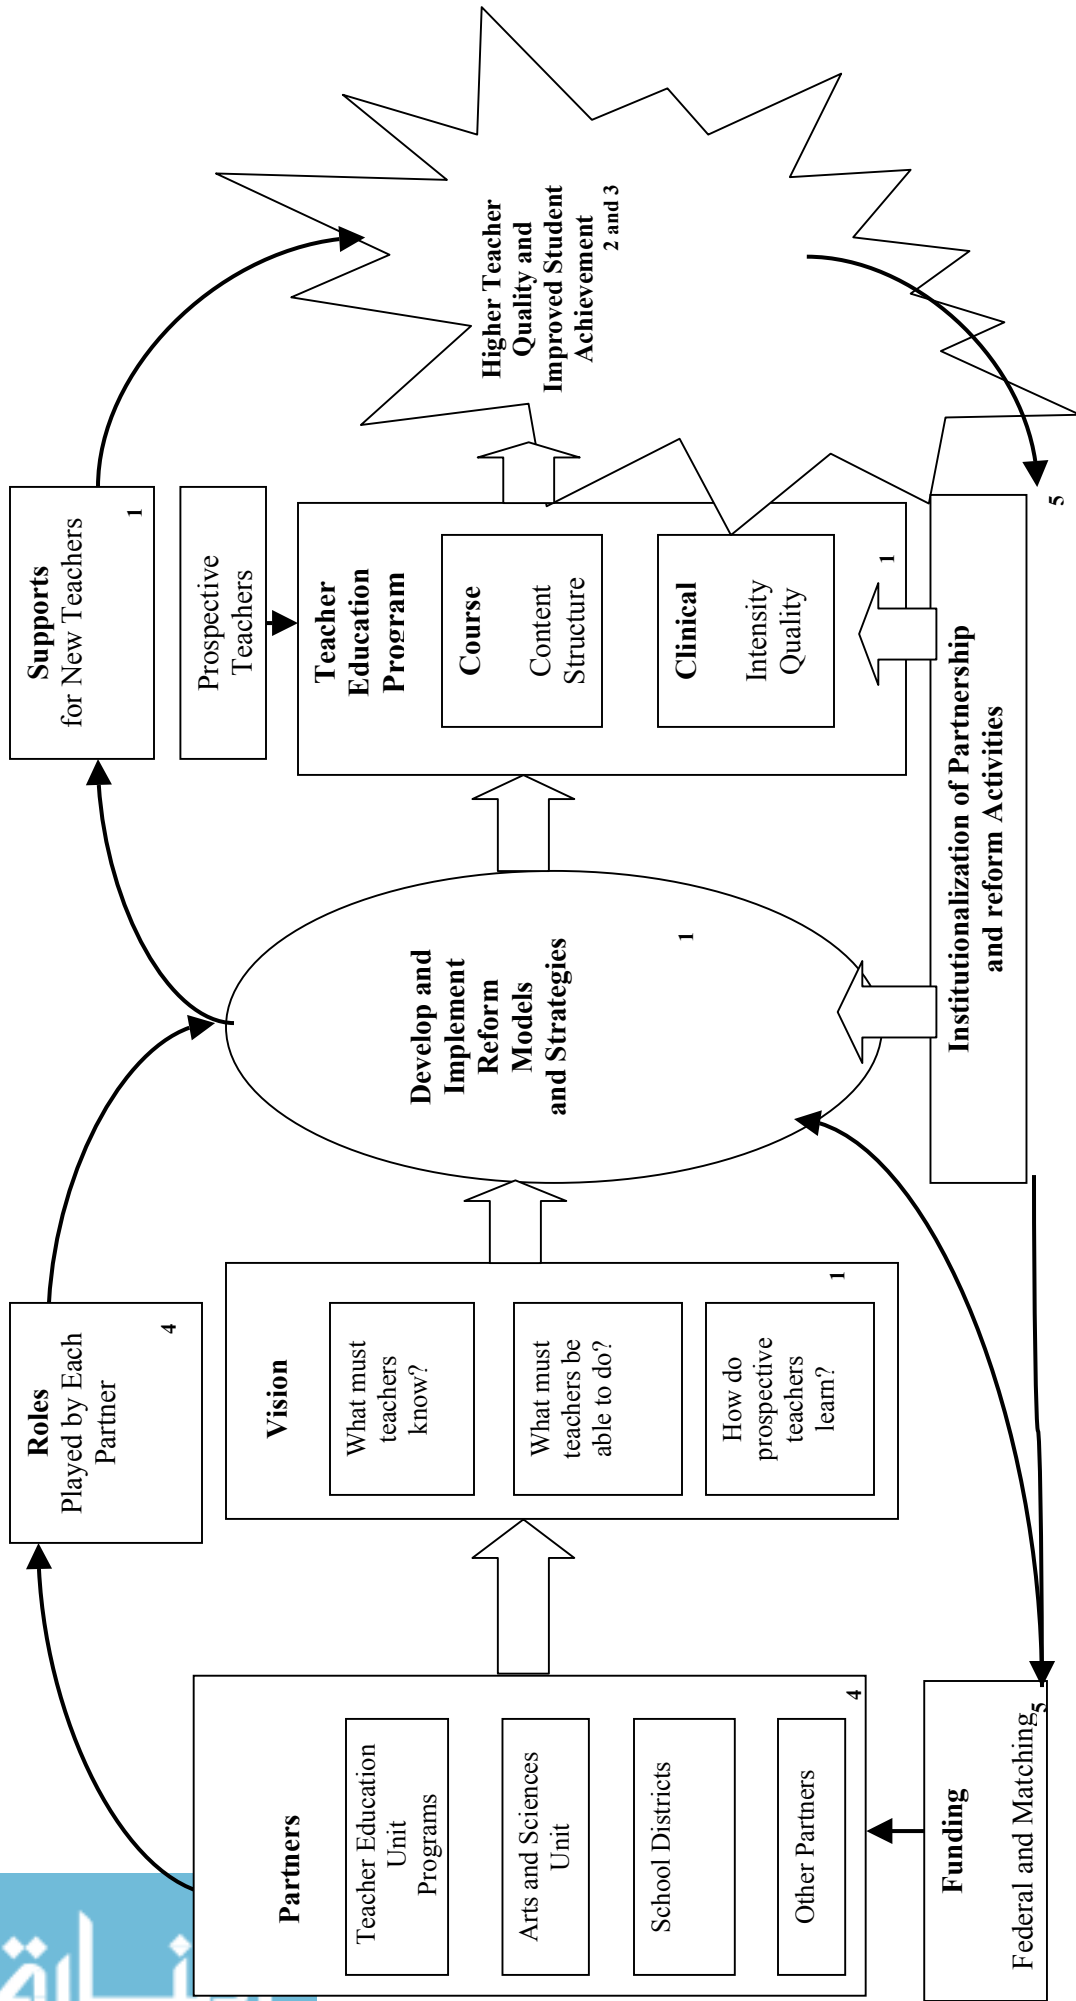 Partners
Teacher Education
Unit
Programs
Arts and Sciences
Unit
School Districts
Other Partners
4
Funding
Federal and Matching
5
Roles
Played by Each
Partner
4
Vision
What must
teachers
know?
What must
teachers be
able to do?
How do
prospective
teachers
learn?
1
Develop and
Implement
Reform
Models
and Strategies
1
Supports
for New Teachers
1
Prospective
Teachers
Teacher
Education
Program
Course
Content
Structure
Clinical
Intensity
Quality
1
Institutionalization of Partnership
and reform Activities
5
Higher Teacher
Quality and
Improved Student
Achievement
2 and 3